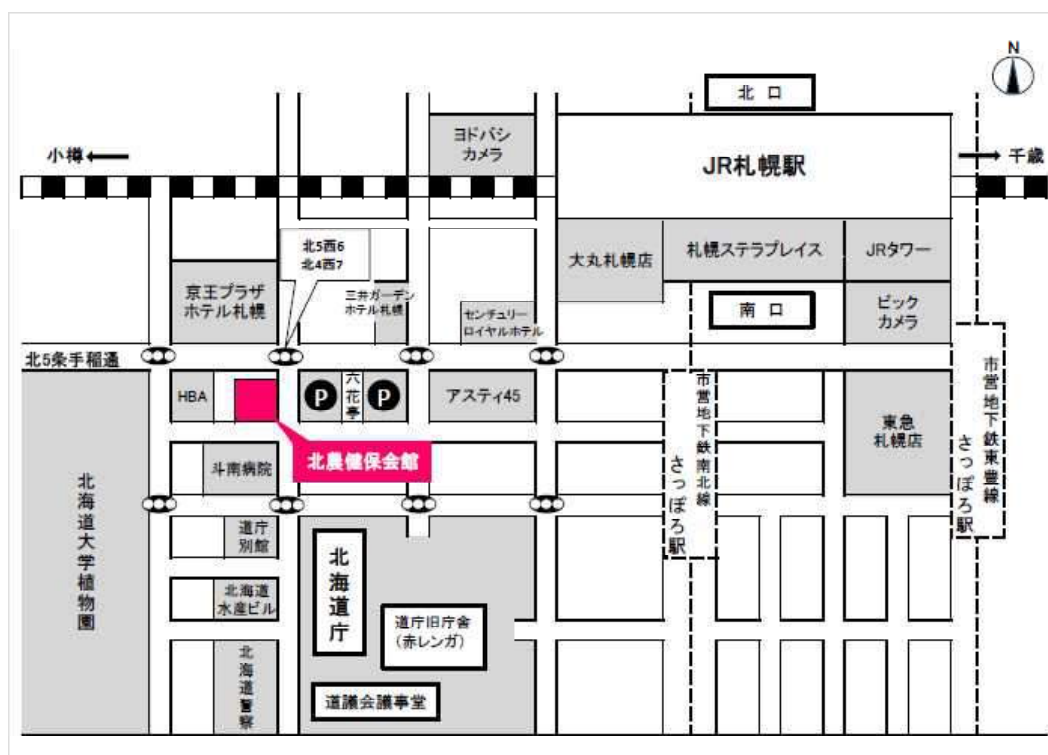 N
北 口
ヨドバシ
カメラ
小樽
JR札幌駅
千歳
北5西6
北4西7
大丸札幌店
札幌ステラプレイス
JRタワー
京王プラザ
ホテル札幌
三井ガーデン
ホテル札幌
センチュリー
ロイヤルホテル
南 口
ビック
カメラ
北5条手稲通
HBA
P
六花亭
P
アスティ45
市営地下鉄南北線
さっぽろ駅
東急
札幌店
市営地下鉄東豊線
さっぽろ駅
北農健保会館
斗南病院
北海道大学植物園
道庁
別館
北海道庁
北海道
水産ビル
道庁旧庁舎
(赤レンガ)
北海道警察
道議会議事堂